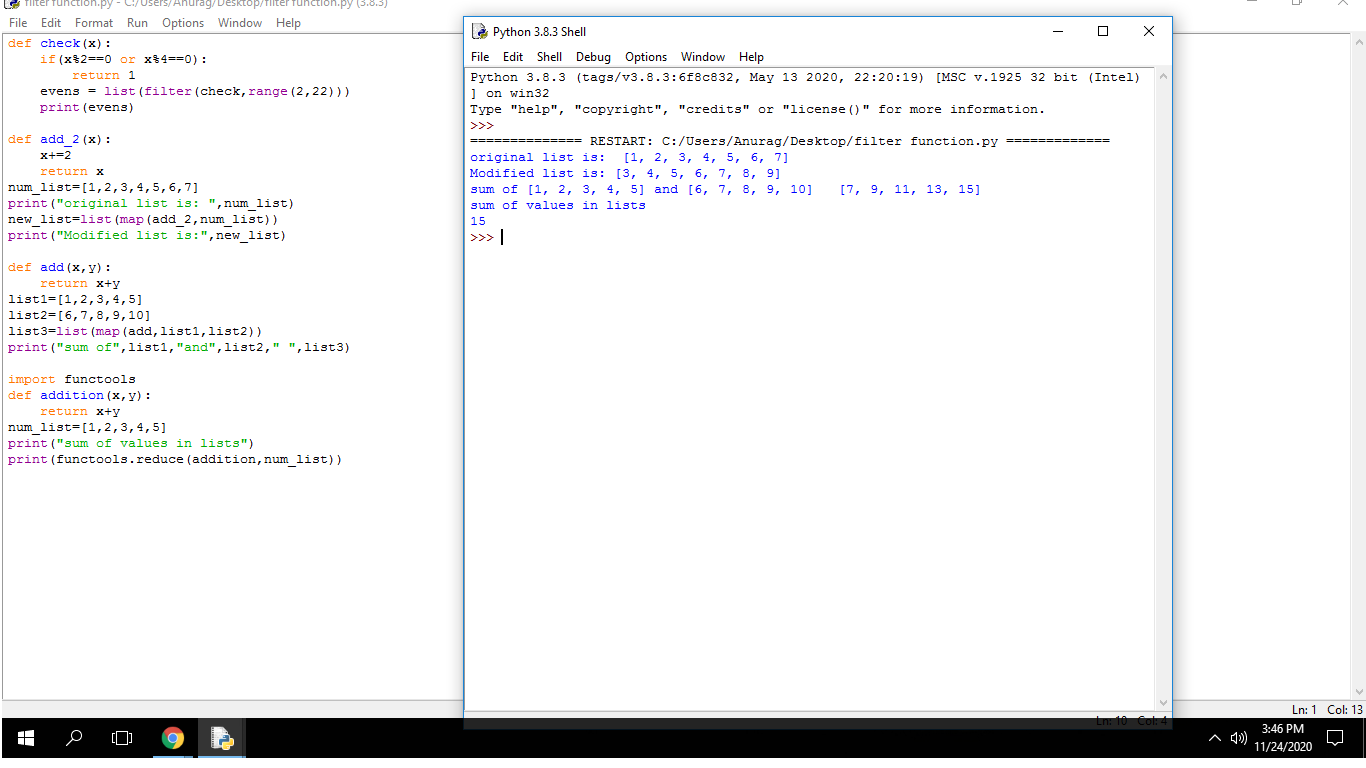 filter function.py - C:/Users/Anurag/Desktop/filter function.py (3.8.3)
File Edit Format Run Options Window Help
def check(x):
    if(x%2==0 or x%4==0):
        return 1
    evens = list(filter(check,range(2,22)))
    print(evens)

def add_2(x):
    x+=2
    return x
num_list=[1,2,3,4,5,6,7]
print("original list is: ",num_list)
new_list=list(map(add_2,num_list))
print("Modified list is:",new_list)

def add(x,y):
    return x+y
list1=[1,2,3,4,5]
list2=[6,7,8,9,10]
list3=list(map(add,list1,list2))
print("sum of",list1,"and",list2," ",list3)

import functools
def addition(x,y):
    return x+y
num_list=[1,2,3,4,5]
print("sum of values in lists")
print(functools.reduce(addition,num_list))
Python 3.8.3 Shell
File Edit Shell Debug Options Window Help
Python 3.8.3 (tags/v3.8.3:6f8c832, May 13 2020, 22:20:19) [MSC v.1925 32 bit (Intel)
] on win32
Type "help", "copyright", "credits" or "license()" for more information.
>>>
============== RESTART: C:/Users/Anurag/Desktop/filter function.py =============
original list is:  [1, 2, 3, 4, 5, 6, 7]
Modified list is: [3, 4, 5, 6, 7, 8, 9]
sum of [1, 2, 3, 4, 5] and [6, 7, 8, 9, 10]   [7, 9, 11, 13, 15]
sum of values in lists
15
>>>
Ln: 10 Col: 4
Ln: 1 Col: 13
3:46 PM
11/24/2020